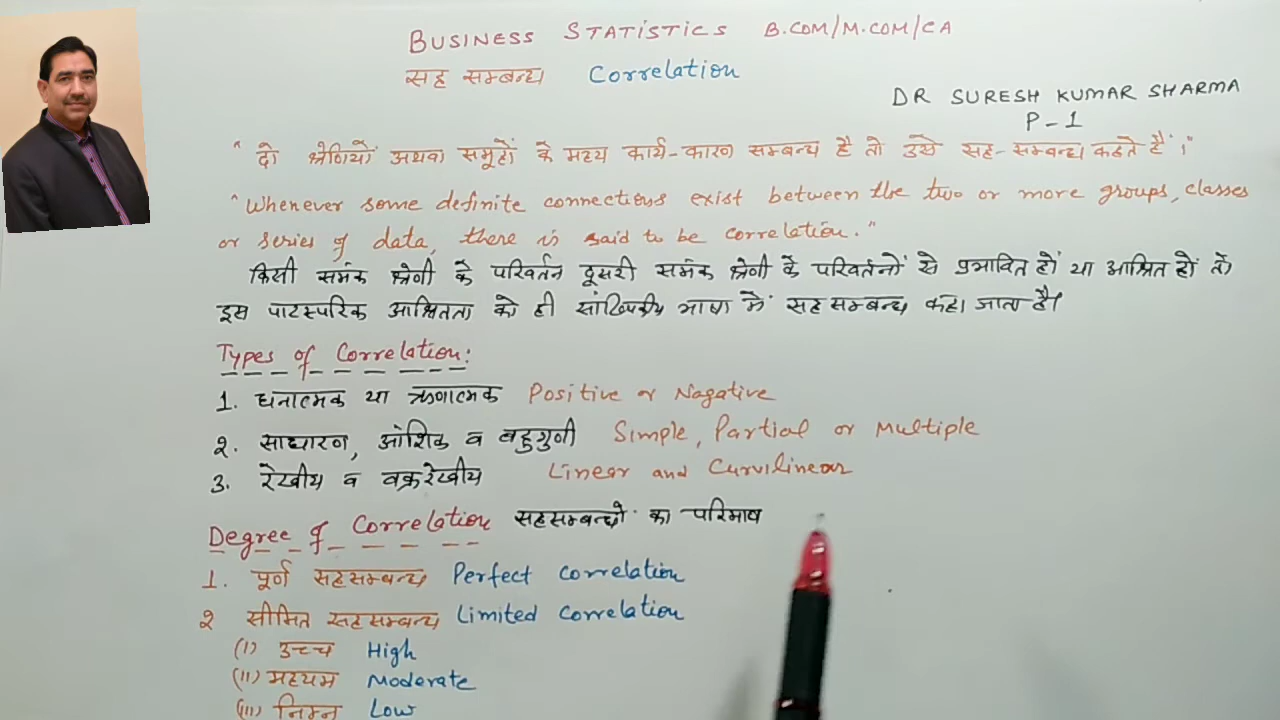 BUSINESS STATISTICS B.COM/M.COM/CA
सह सम्बन्ध Correlation
DR SURESH KUMAR SHARMA
P-1
"दो श्रेणियों अथवा समूहों के मध्य कार्य-कारण सम्बन्ध है तो उसे सह-सम्बन्ध कहते हैं।"
"Whenever some definite connections exist between the two or more groups, classes
or series of data, there is said to be correlation."
किसी समंक श्रेणी के परिवर्तन दूसरी समंक श्रेणी के परिवर्तनों से प्रभावित हों या आश्रित हों तो
इस पारस्परिक आश्रितता को ही सांख्यिकीय भाषा में सहसम्बन्ध कहा जाता है।
Types of Correlation:
1. धनात्मक या ऋणात्मक Positive or Nagative
२. साधारण, आंशिक व बहुगुणी Simple, Partial or Multiple
3. रेखीय व वक्ररेखीय Linear and Curvilinear
Degree of Correlation सहसम्बन्धों का परिमाप
1. पूर्ण सहसम्बन्ध Perfect Correlation
२ सीमित सहसम्बन्ध Limited Correlation
(I) उच्च High
(II) मध्यम Moderate
(III) निम्न Low